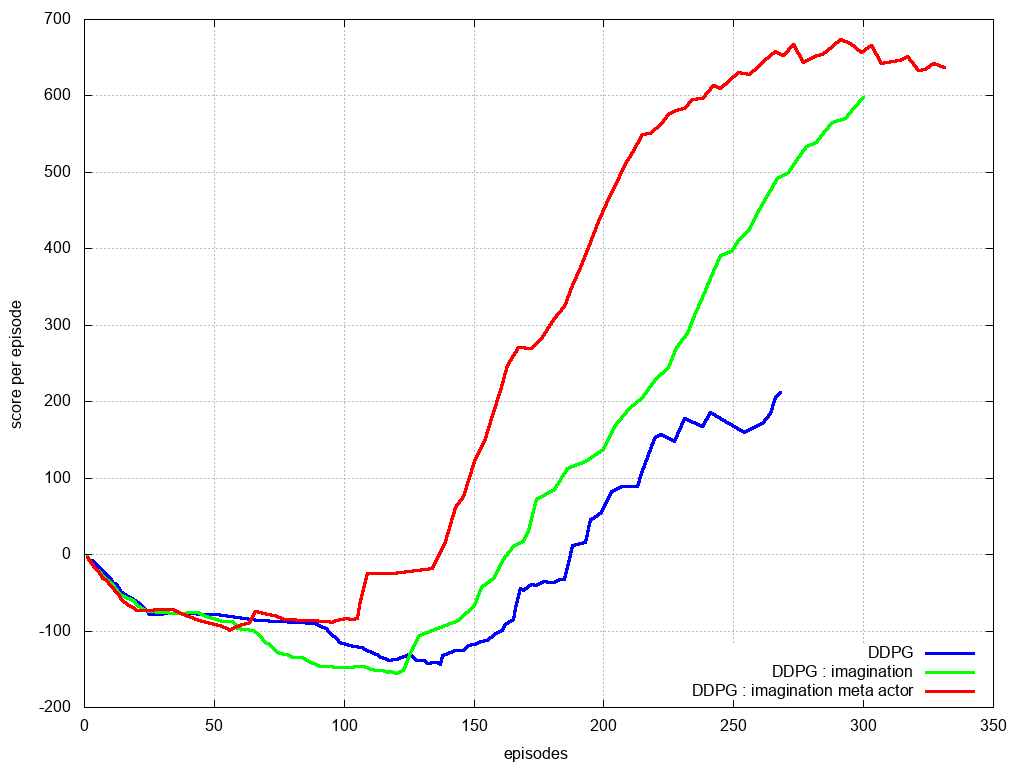 700
600
500
400
300
200
100
0
-100
-200
score per episode
0 50 100 150 200 250 300 350
episodes
DDPG
DDPG : imagination
DDPG : imagination meta actor